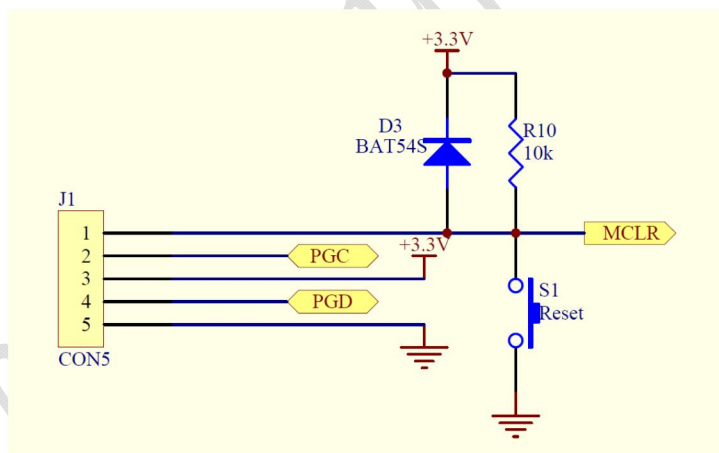 +3.3V
D3
BAT54S
R10
10k
J1
1
MCLR
2
PGC
+3.3V
3
4
PGD
S1
Reset
5
CON5